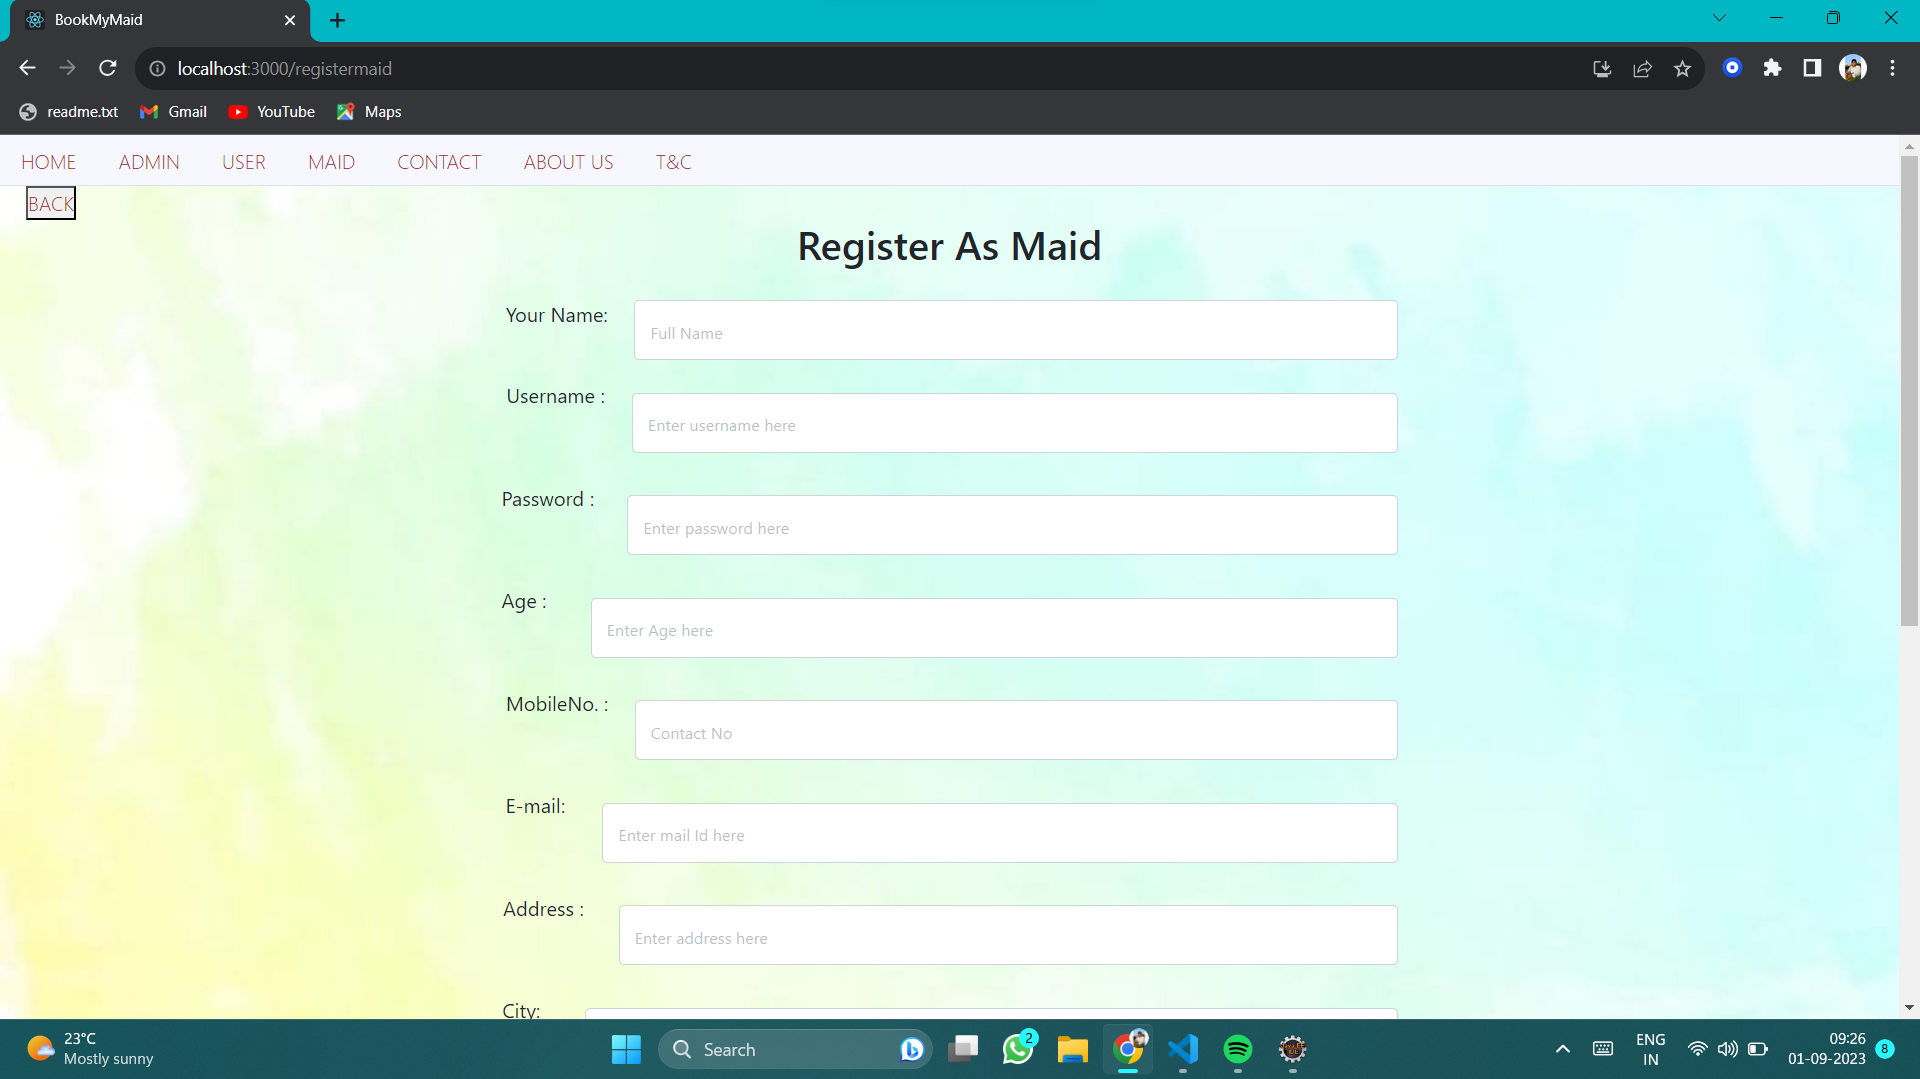 BookMyMaid
localhost:3000/registermaid
readme.txt Gmail YouTube Maps
HOME ADMIN USER MAID CONTACT ABOUT US T&C
BACK
Register As Maid
Your Name:
Full Name
Username :
Enter username here
Password :
Enter password here
Age :
Enter Age here
MobileNo. :
Contact No
E-mail:
Enter mail Id here
Address :
Enter address here
City:
23°C
Mostly sunny
Search
2
ENG
IN
09:26
01-09-2023
8